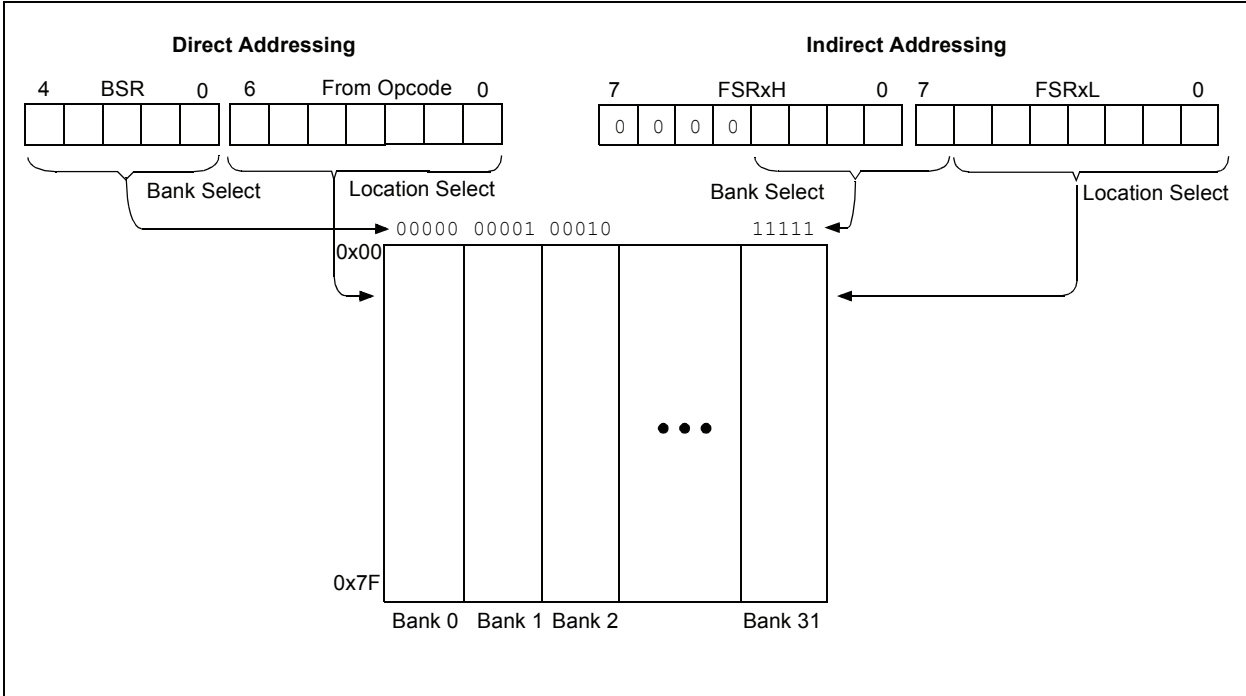 Direct Addressing
Indirect Addressing
4 BSR 0 6 From Opcode 0
7 FSRxH 0 7 FSRxL 0
0 0 0 0
Bank Select
Location Select
Bank Select
Location Select
00000 00001 00010 11111
0x00
0x7F
Bank 0 Bank 1 Bank 2 Bank 31